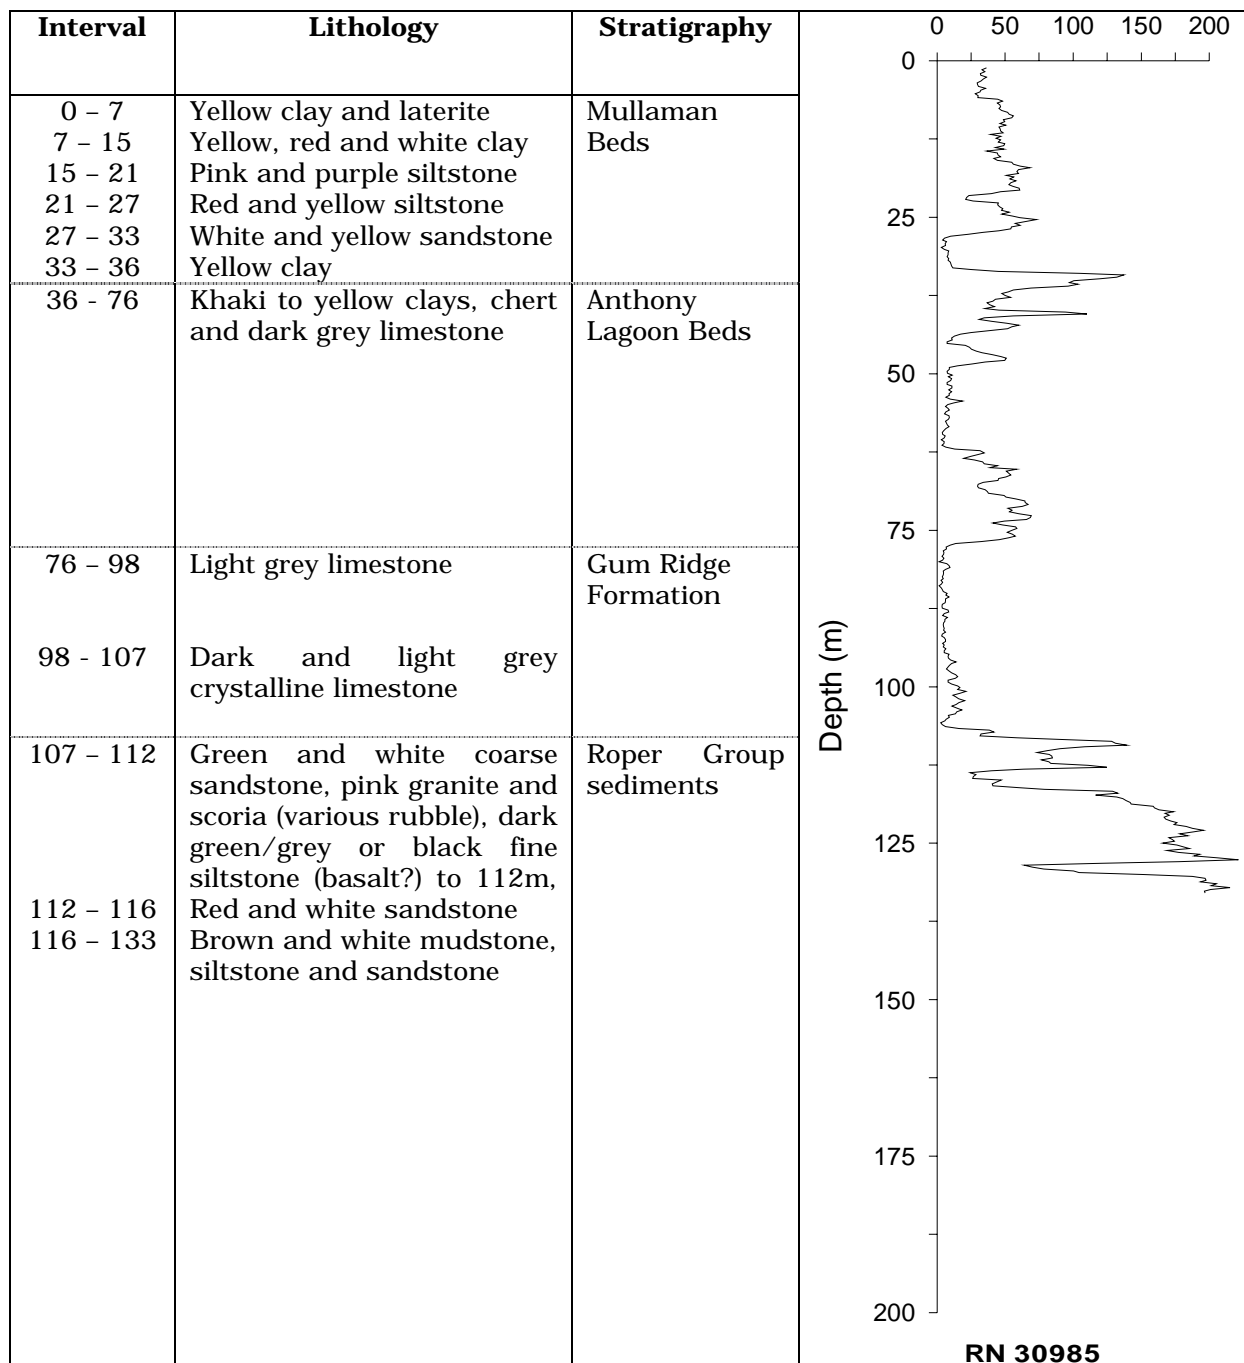 Interval Lithology Stratigraphy
0 – 7 Yellow clay and laterite Mullaman
7 – 15 Yellow, red and white clay Beds
15 – 21 Pink and purple siltstone
21 – 27 Red and yellow siltstone
27 – 33 White and yellow sandstone
33 – 36 Yellow clay
36 - 76 Khaki to yellow clays, chert Anthony
and dark grey limestone Lagoon Beds
76 – 98 Light grey limestone Gum Ridge
Formation
98 - 107 Dark and light grey
crystalline limestone
107 – 112 Green and white coarse Roper Group
sandstone, pink granite and sediments
scoria (various rubble), dark
green/grey or black fine
siltstone (basalt?) to 112m,
112 – 116 Red and white sandstone
116 – 133 Brown and white mudstone,
siltstone and sandstone
0 50 100 150 200
0
25
50
75
100
125
150
175
200
Depth (m)
RN 30985